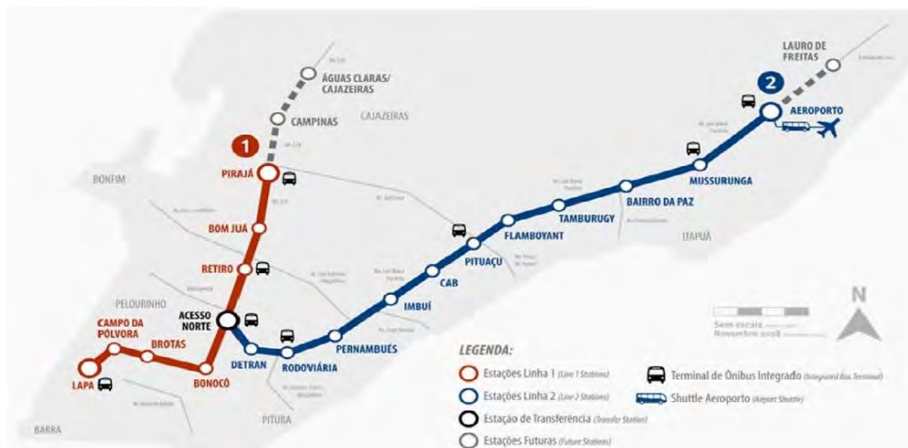 LAURO DE
FREITAS
2
AEROPORTO
ÁGUAS CLARAS/
CAJAZEIRAS
CAJAZEIRAS
CAMPINAS
1
PIRAJÁ
MUSSURUNGA
BONFIM
BAIRRO DA PAZ
TAMBURUGY
BOM JUÁ
FLAMBOYANT
ITAPUÃ
PITUAÇU
RETIRO
CAB
PELOURINHO
IMBUÍ
ACESSO
NORTE
N
CAMPO DA
PÓLVORA
PERNAMBUÉS
Sem escala
Novembro 2018
BROTAS
DETRAN
RODOVIÁRIA
LAPA
BONOCÔ
LEGENDA:
Estações Linha 1 (Line 1 Stations)
Terminal de Ônibus Integrado (Integrated Bus Terminal)
Estações Linha 2 (Line 2 Stations)
Shuttle Aeroporto (Airport Shuttle)
PITUBA
Estação de Transferência (Transfer Station)
BARRA
Estações Futuras (Future Stations)